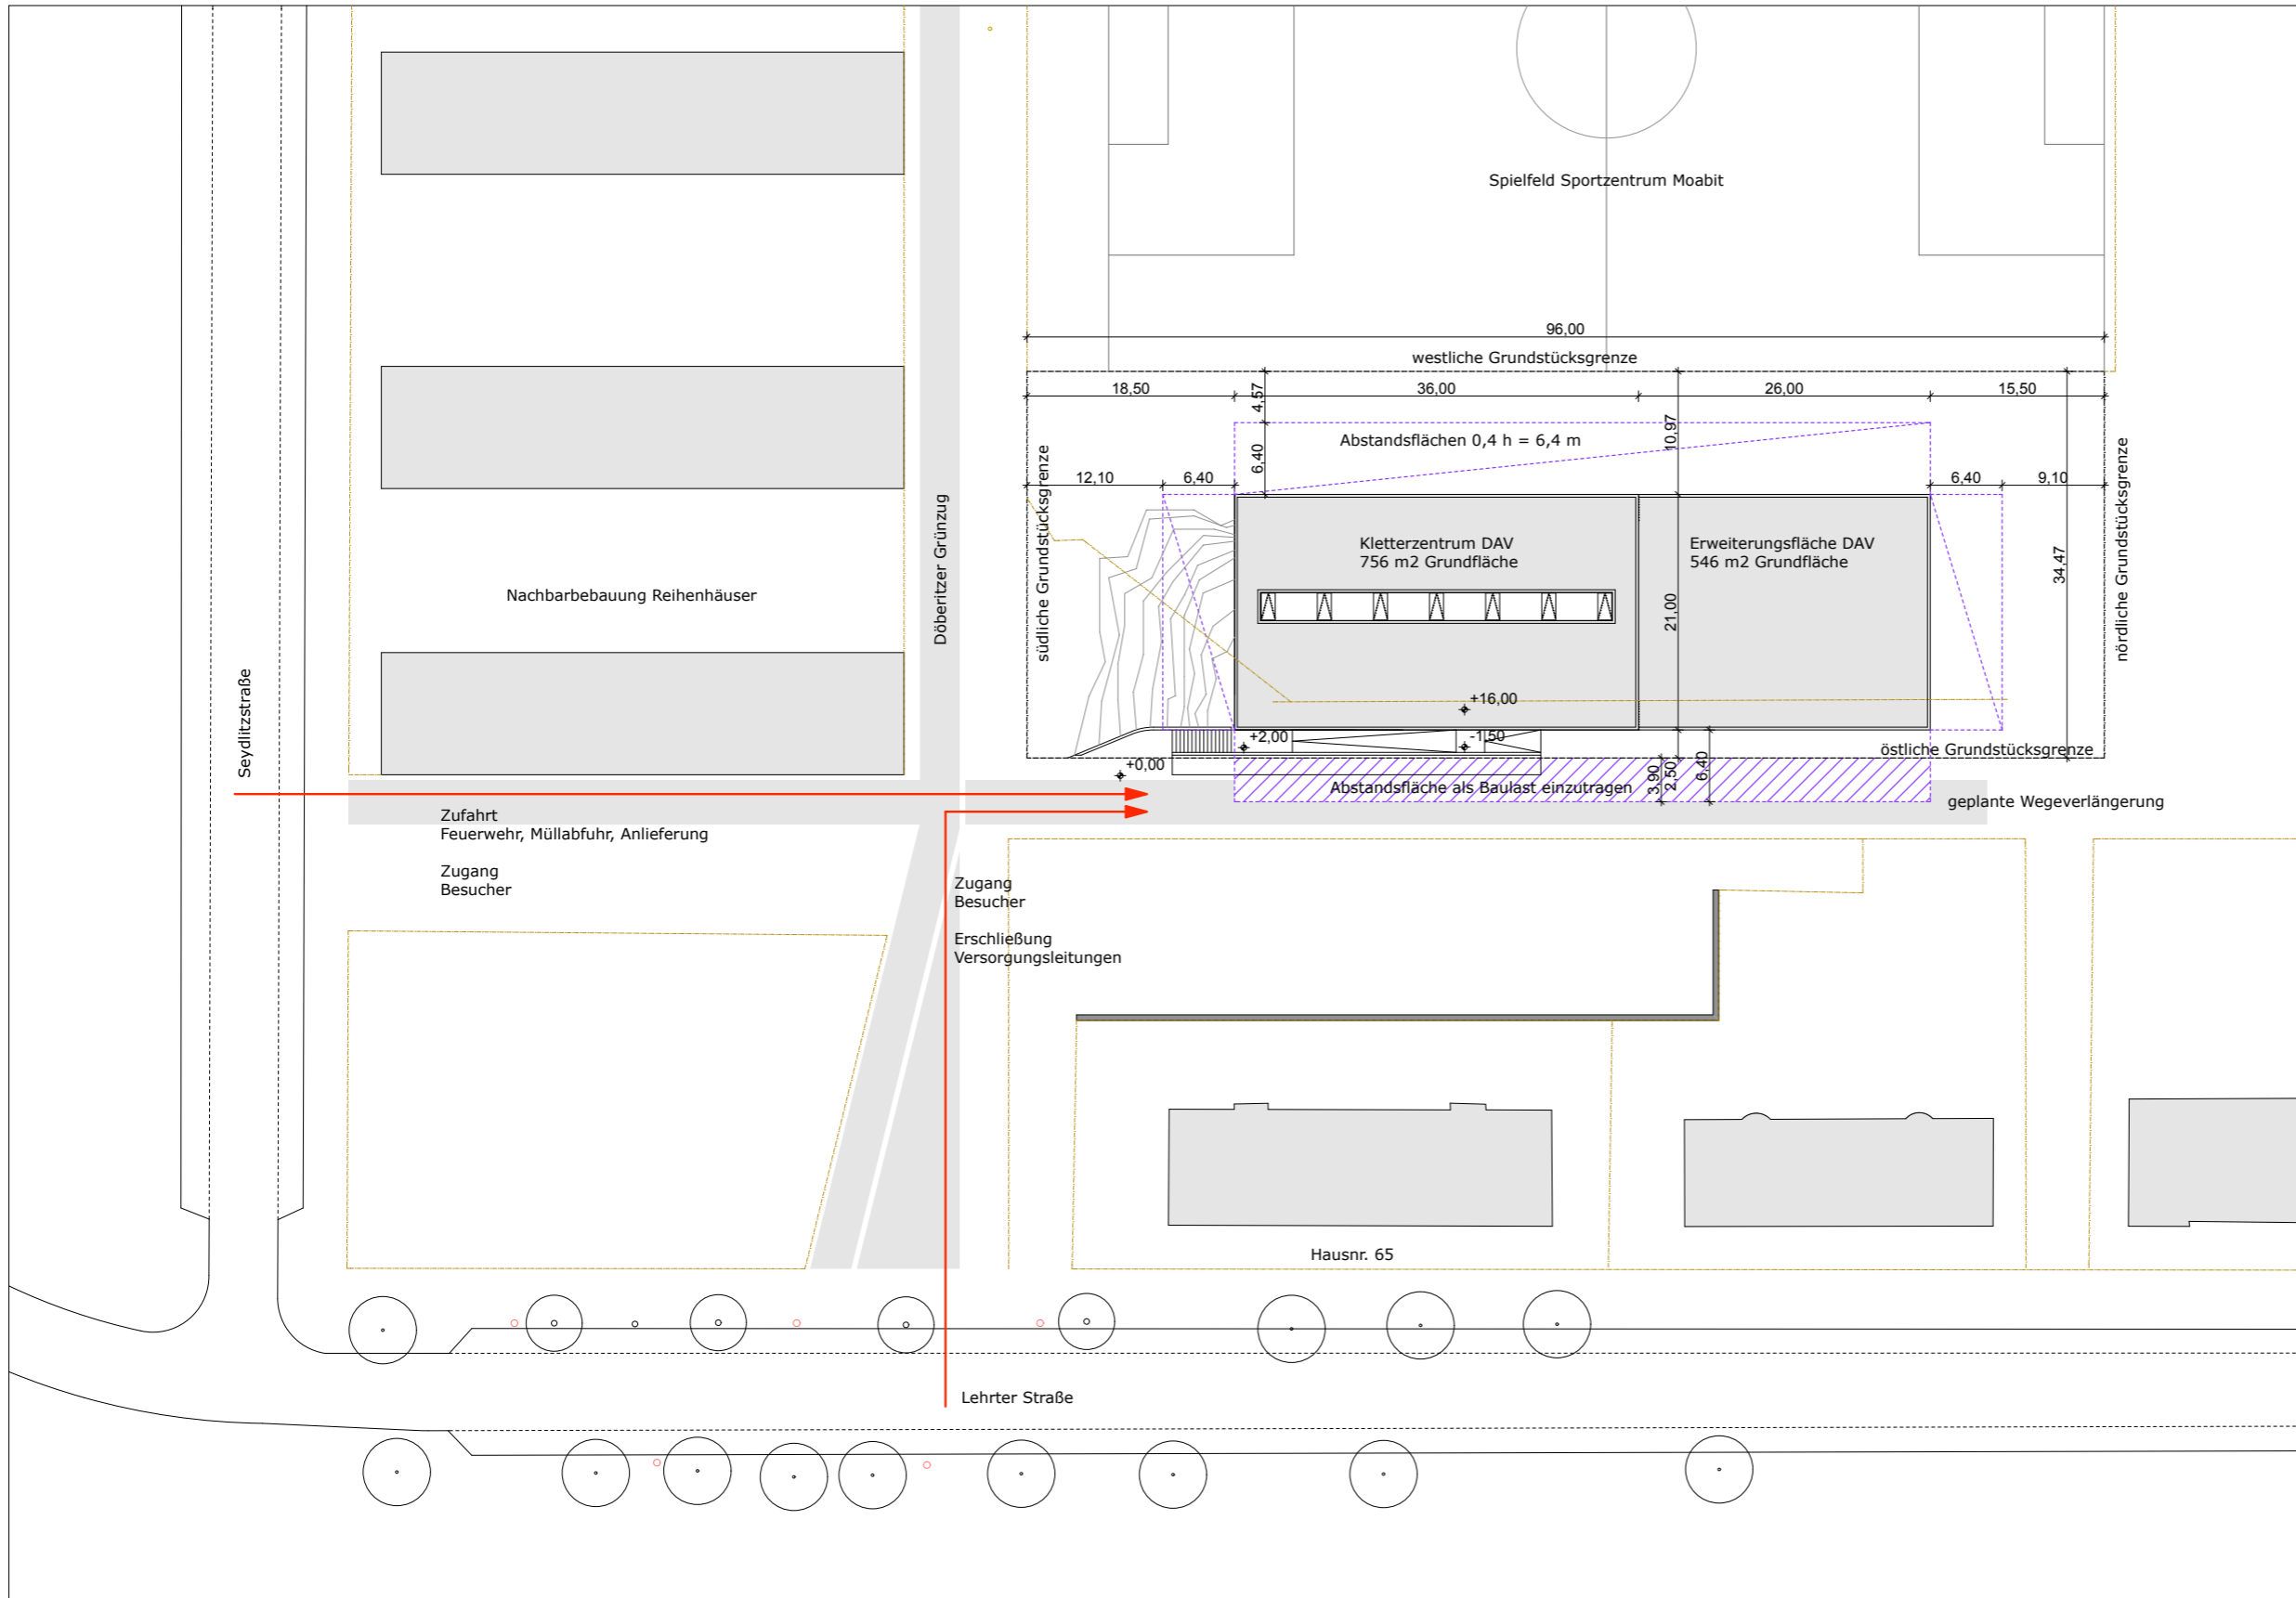 Spielfeld Sportzentrum Moabit
96,00
westliche Grundstücksgrenze
18,50
4,57
36,00
26,00
15,50
10,97
Abstandsflächen 0,4 h = 6,4 m
6,40
12,10
6,40
6,40
9,10
südliche Grundstücksgrenze
nördliche Grundstücksgrenze
Döberitzer Grünzug
Kletterzentrum DAV
756 m2 Grundfläche
Erweiterungsfläche DAV
546 m2 Grundfläche
34,47
21,00
Nachbarbebauung Reihenhäuser
Seydlitzstraße
+16,00
+2,00
-1,50
+0,00
östliche Grundstücksgrenze
3,90
2,50
6,40
Abstandsfläche als Baulast einzutragen
geplante Wegeverlängerung
Zufahrt
Feuerwehr, Müllabfuhr, Anlieferung
Zugang
Besucher
Zugang
Besucher
Erschließung
Versorgungsleitungen
Hausnr. 65
Lehrter Straße